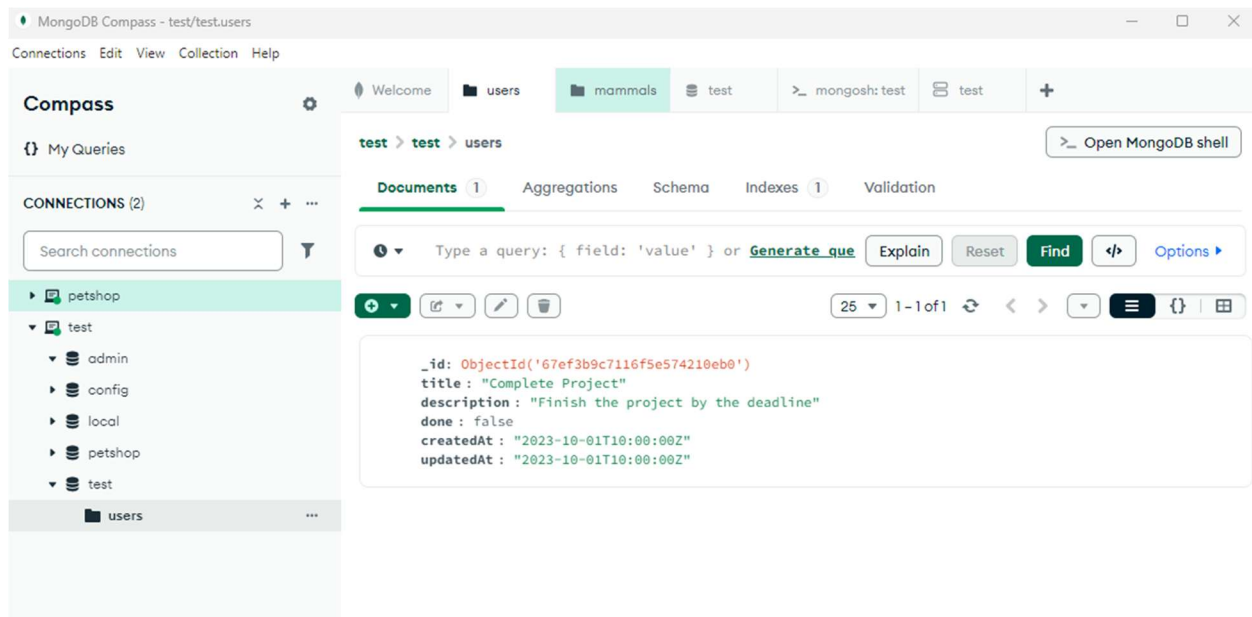 MongoDB Compass - test/test.users
Connections Edit View Collection Help
Compass
{} My Queries
CONNECTIONS (2)
Search connections
petshop
test
admin
config
local
petshop
test
users
Welcome users mammals test >_ mongosh: test test
test > test > users
>_ Open MongoDB shell
Documents 1 Aggregations Schema Indexes 1 Validation
Type a query: { field: 'value' } or Generate que Explain Reset Find </> Options
25 1-1 of 1 {}
_id: ObjectId('67ef3b9c7116f5e574210eb0')
title : "Complete Project"
description : "Finish the project by the deadline"
done : false
createdAt : "2023-10-01T10:00:00Z"
updatedAt : "2023-10-01T10:00:00Z"